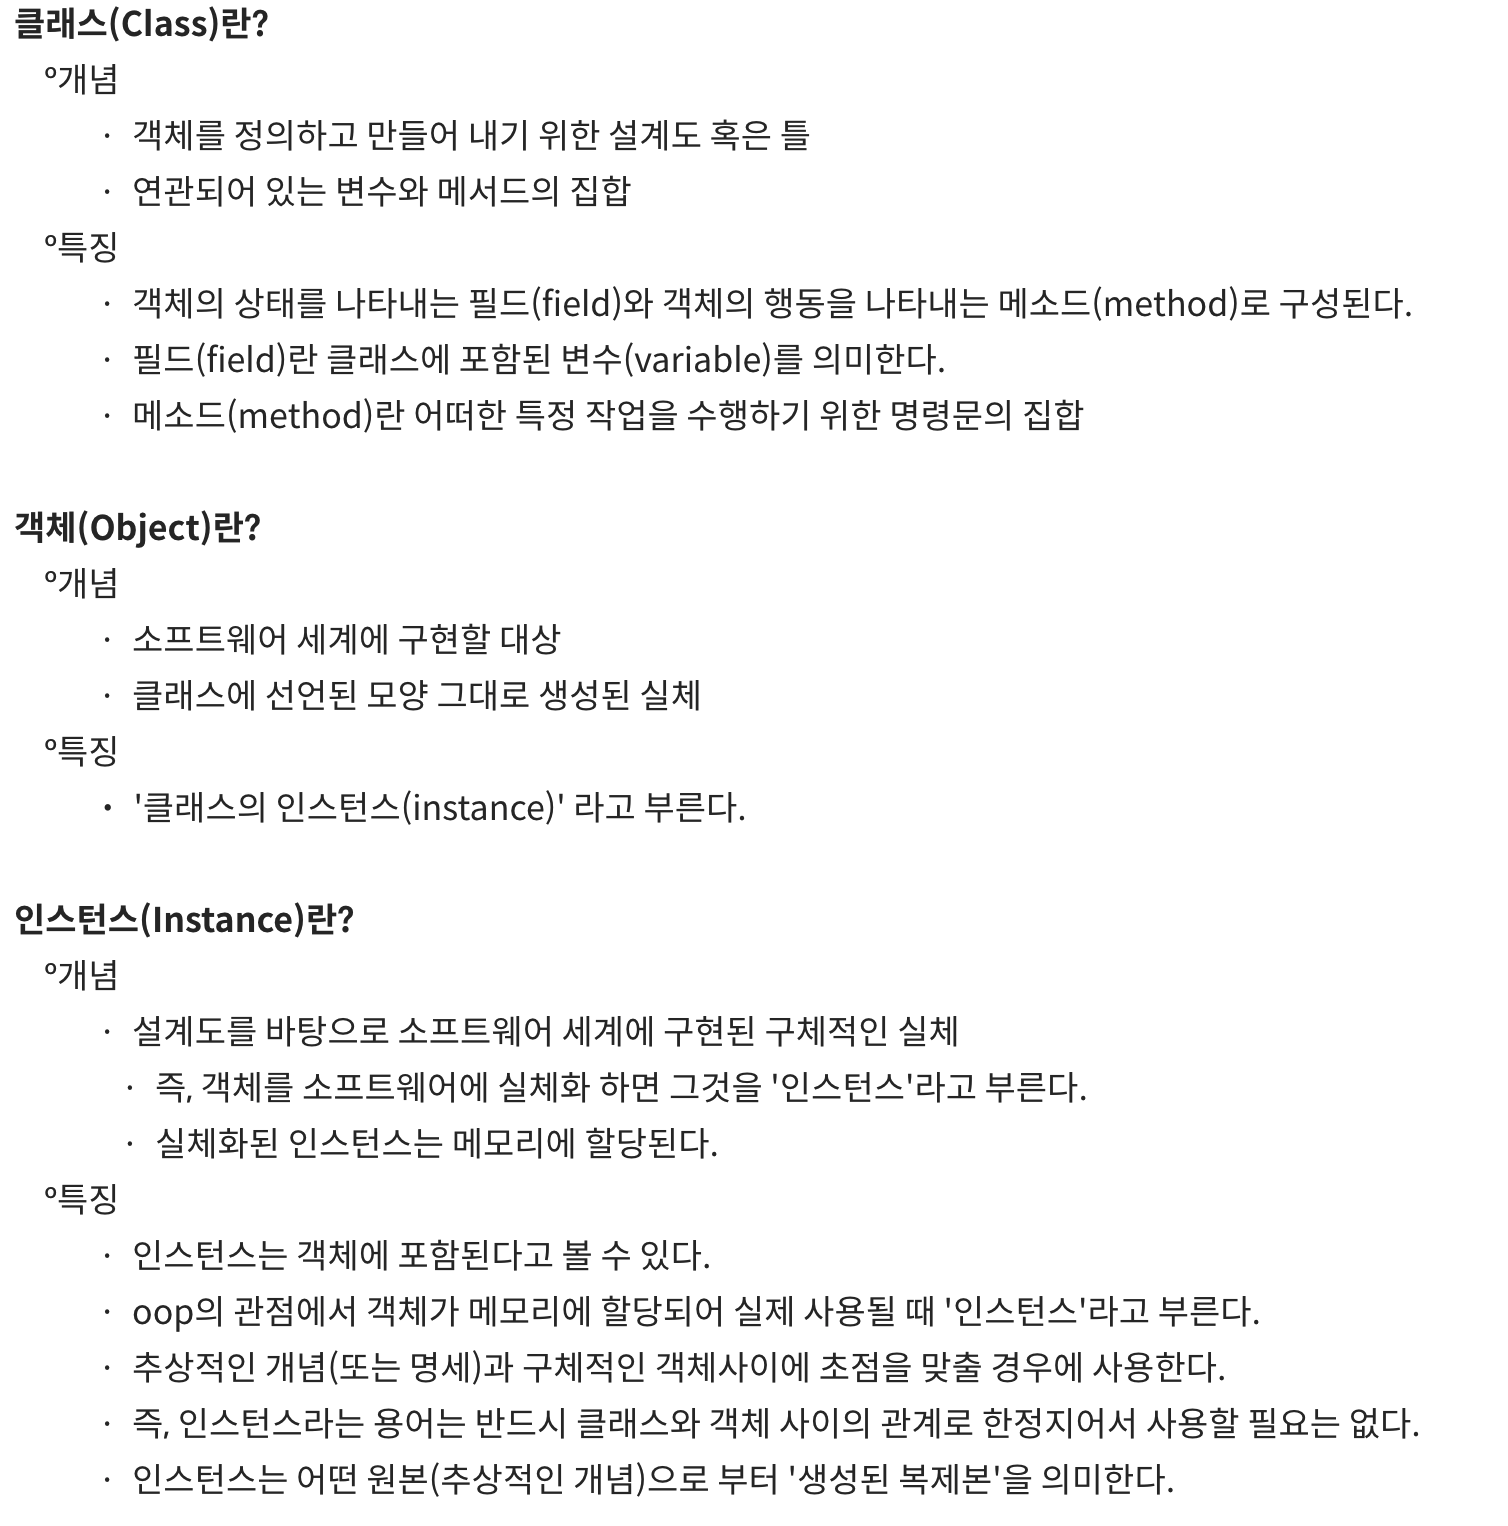 클래스(Class)란?
º개념
· 객체를 정의하고 만들어 내기 위한 설계도 혹은 틀
· 연관되어 있는 변수와 메서드의 집합
º특징
· 객체의 상태를 나타내는 필드(field)와 객체의 행동을 나타내는 메소드(method)로 구성된다.
· 필드(field)란 클래스에 포함된 변수(variable)를 의미한다.
· 메소드(method)란 어떠한 특정 작업을 수행하기 위한 명령문의 집합
객체(Object)란?
º개념
· 소프트웨어 세계에 구현할 대상
· 클래스에 선언된 모양 그대로 생성된 실체
º특징
· '클래스의 인스턴스(instance)' 라고 부른다.
인스턴스(Instance)란?
º개념
· 설계도를 바탕으로 소프트웨어 세계에 구현된 구체적인 실체
· 즉, 객체를 소프트웨어에 실체화 하면 그것을 '인스턴스'라고 부른다.
· 실체화된 인스턴스는 메모리에 할당된다.
º특징
· 인스턴스는 객체에 포함된다고 볼 수 있다.
· oop의 관점에서 객체가 메모리에 할당되어 실제 사용될 때 '인스턴스'라고 부른다.
· 추상적인 개념(또는 명세)과 구체적인 객체사이에 초점을 맞출 경우에 사용한다.
· 즉, 인스턴스라는 용어는 반드시 클래스와 객체 사이의 관계로 한정지어서 사용할 필요는 없다.
· 인스턴스는 어떤 원본(추상적인 개념)으로 부터 '생성된 복제본'을 의미한다.